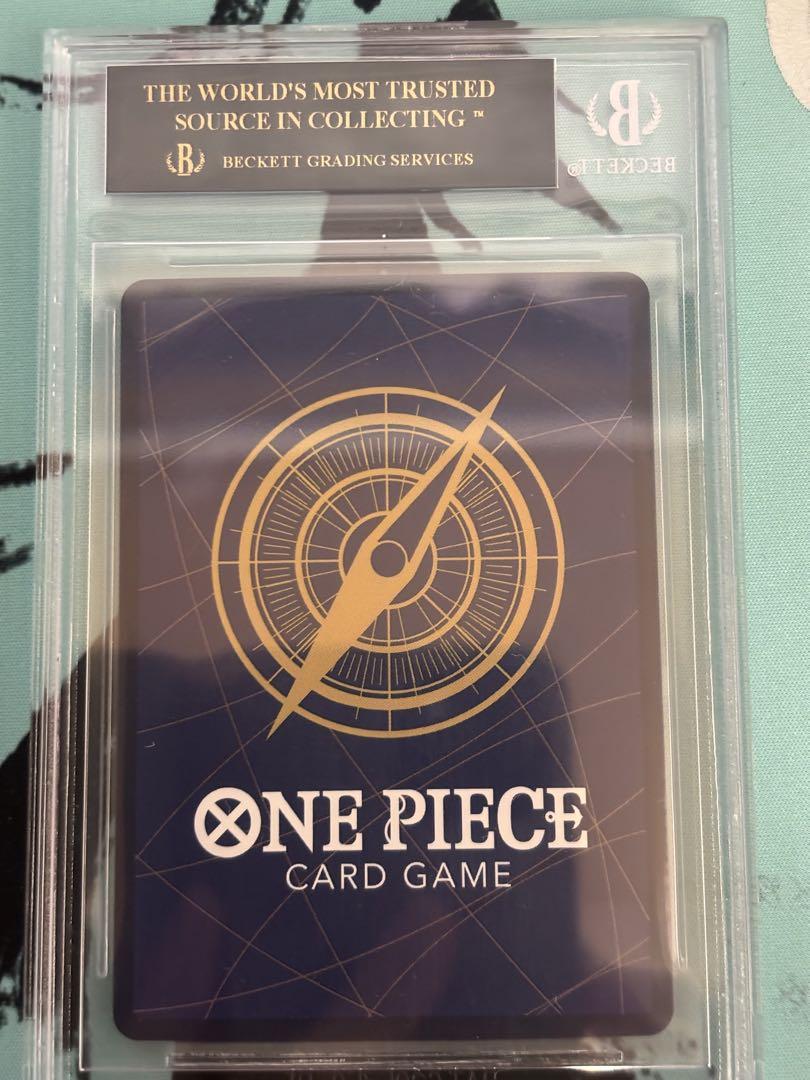 THE WORLD'S MOST TRUSTED
SOURCE IN COLLECTING ™
B BECKETT GRADING SERVICES
B
BECKETT®
ONE PIECE
CARD GAME